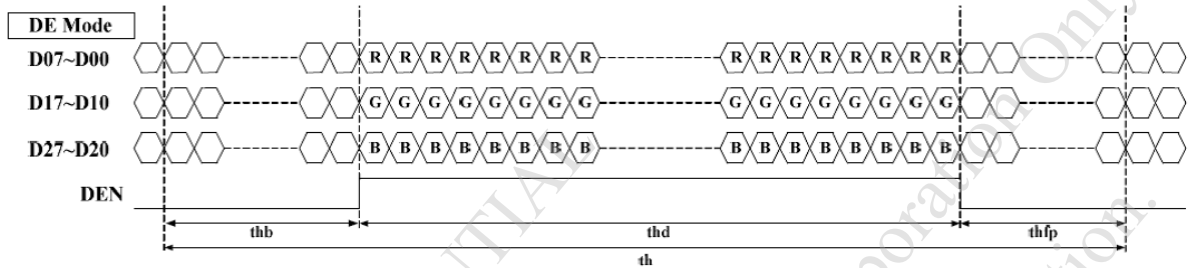 DE Mode
D07~D00 R R R R R R R R R R R R R R R R
D17~D10 G G G G G G G G G G G G G G G G
D27~D20 B B B B B B B B B B B B B B B B
DEN
thb thd thfp
th